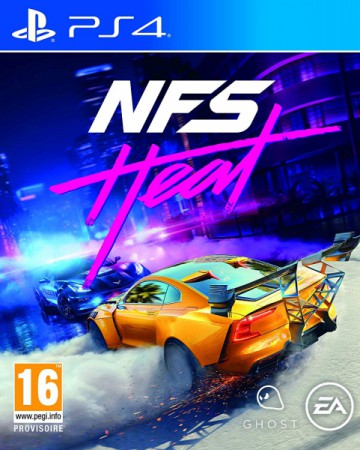 PS4
NFS
Heat
16
www.pegi.info
PROVISOIRE
GHOST
EA